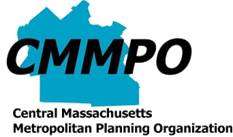 CMMPO
Central Massachusetts
Metropolitan Planning Organization